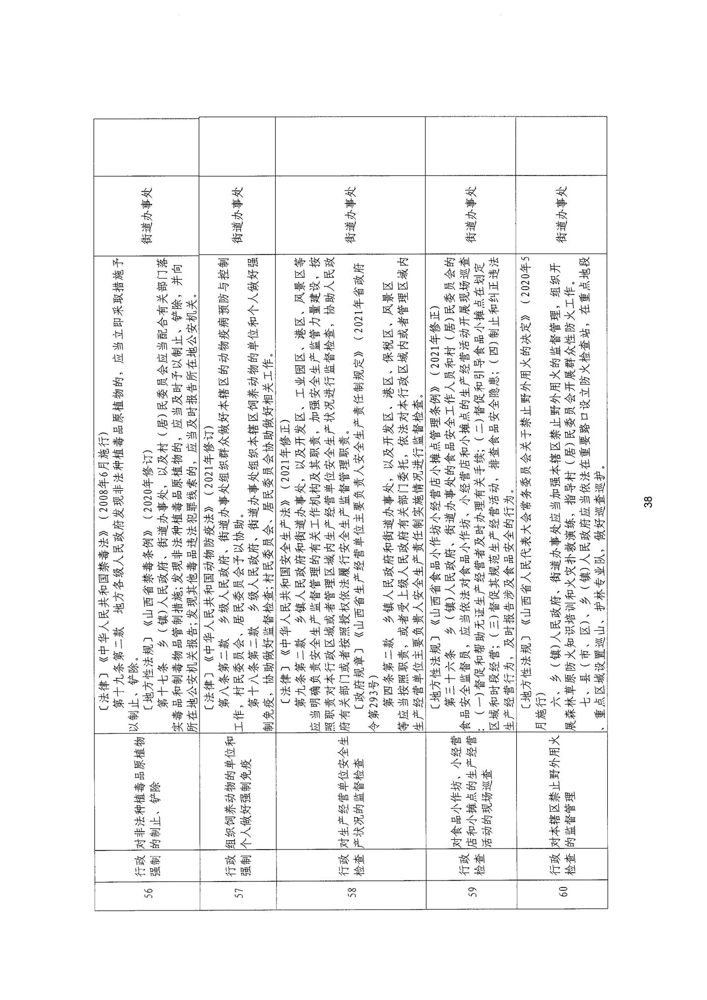 56
行政
强制
对非法种植毒品原植物
的制止、铲除
〔法律〕《中华人民共和国禁毒法》（2008年6月施行）
第十九条第二款　地方各级人民政府发现非法种植毒品原植物的，应当立即采取措施予
以制止、铲除。
〔地方性法规〕《山西省禁毒条例》（2020年修订）
第十七条　乡（镇)人民政府、街道办事处，以及村（居)民委员会应当配合有关部门落
实毒品和制毒物品管制措施;发现非法种植毒品原植物的，应当及时予以制止、铲除，并向
所在地公安机关报告;发现其他毒品违法犯罪线索的，应当及时报告所在地公安机关。
街道办事处
57
行政
强制
组织饲养动物的单位和
个人做好强制免疫
〔法律〕《中华人民共和国动物防疫法》（2021年修订)
第八条第二款　乡级人民政府、街道办事处组织群众做好本辖区的动物疫病预防与控制
工作，村民委员会、居民委员会予以协助。
第十八条第二款　乡级人民政府、街道办事处组织本辖区饲养动物的单位和个人做好强
制免疫，协助做好监督检查;村民委员会、居民委员会协助做好相关工作。
街道办事处
58
行政
检查
对生产经营单位安全生
产状况的监督检查
〔法律〕《中华人民共和国安全生产法》（2021年修正）
第九条第二款　乡镇人民政府和街道办事处，以及开发区、工业园区、港区、风景区等
应当明确负责安全生产监督管理的有关工作机构及其职责，加强安全生产监管力量建设，按
照职责对本行政区域或者管理区域内生产经营单位安全生产状况进行监督检查，协助人民政
府有关部门或者按照授权依法履行安全生产监督管理职责。
〔政府规章〕《山西省生产经营单位主要负责人安全生产责任制规定》（2021年省政府
令第293号）
第四条第二款　乡镇人民政府和街道办事处，以及开发区、港区、保税区、风景区
等应当按照职责，或者受上级人民政府有关部门委托，依法对本行政区域内或者管理区域内
生产经营单位主要负责人安全生产责任制实施情况进行监督检查。
街道办事处
59
行政
检查
对食品小作坊、小经营
店和小摊点的生产经营
活动的现场巡查
〔地方性法规〕《山西省食品小作坊小经营店小摊点管理条例》（2021年修正）
第三十六条　乡（镇)人民政府、街道办事处的食品安全工作人员和村（居)民委员会的
食品安全监督员，应当依法对食品小作坊、小经营店和小摊点的生产经营活动开展现场巡查
：（一)督促和帮助无证生产经营者及时办理有关手续；（二)督促和引导食品小摊点在划定
区域和时段经营；（三)督促其规范生产经营活动，排查食品安全隐患；（四)制止和纠正违法
生产经营行为，及时报告涉及食品安全的行为。
街道办事处
60
行政
检查
对本辖区禁止野外用火
的监督管理
〔地方性法规〕《山西省人民代表大会常务委员会关于禁止野外用火的决定》（2020年5
月施行）
六、乡（镇)人民政府、街道办事处应当加强本辖区禁止野外用火的监督管理，组织开
展森林草原防火知识培训和火灾扑救演练，指导村（居)民委员会开展群众性防火工作。
七、县（市、区）、乡（镇)人民政府应当依法在重要路口设立防火检查站，在重点地段
、重点区域设置巡山、护林专业队，做好巡查巡护。
街道办事处
38